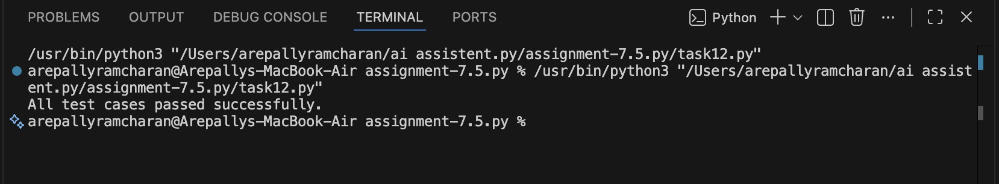 PROBLEMS OUTPUT DEBUG CONSOLE TERMINAL PORTS Python
/usr/bin/python3 "/Users/arepallyramcharan/ai assistent.py/assignment-7.5.py/task12.py"
arepallyramcharan@Arepallys-MacBook-Air assignment-7.5.py % /usr/bin/python3 "/Users/arepallyramcharan/ai assist
ent.py/assignment-7.5.py/task12.py"
All test cases passed successfully.
arepallyramcharan@Arepallys-MacBook-Air assignment-7.5.py %